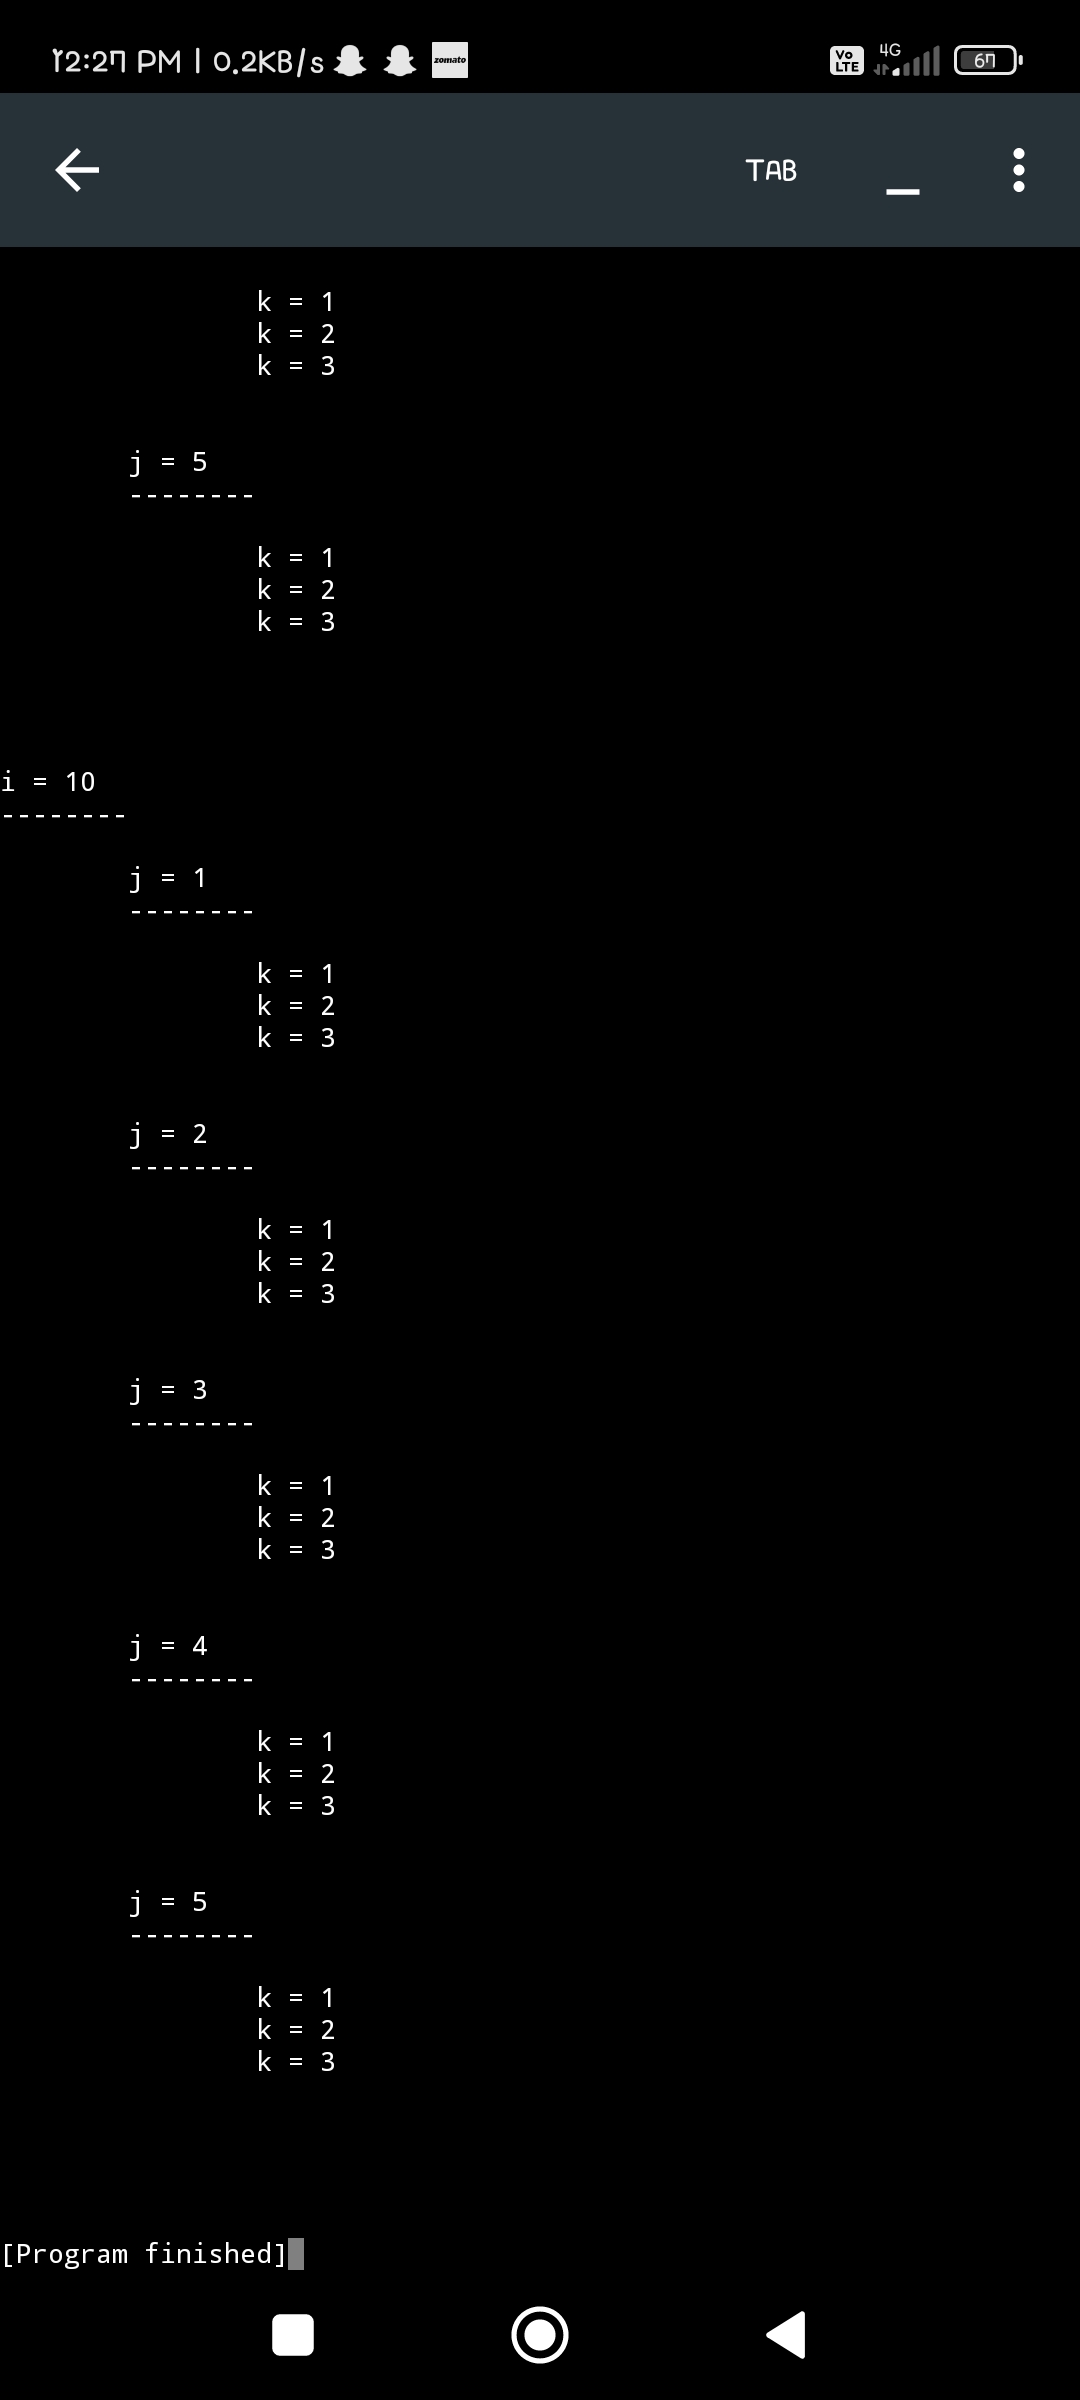 12:27 PM | 0.2KB/s zomato Vo LTE 4G 67
TAB _
k = 1
k = 2
k = 3
j = 5
--------
k = 1
k = 2
k = 3
i = 10
--------
j = 1
--------
k = 1
k = 2
k = 3
j = 2
--------
k = 1
k = 2
k = 3
j = 3
--------
k = 1
k = 2
k = 3
j = 4
--------
k = 1
k = 2
k = 3
j = 5
--------
k = 1
k = 2
k = 3
[Program finished]